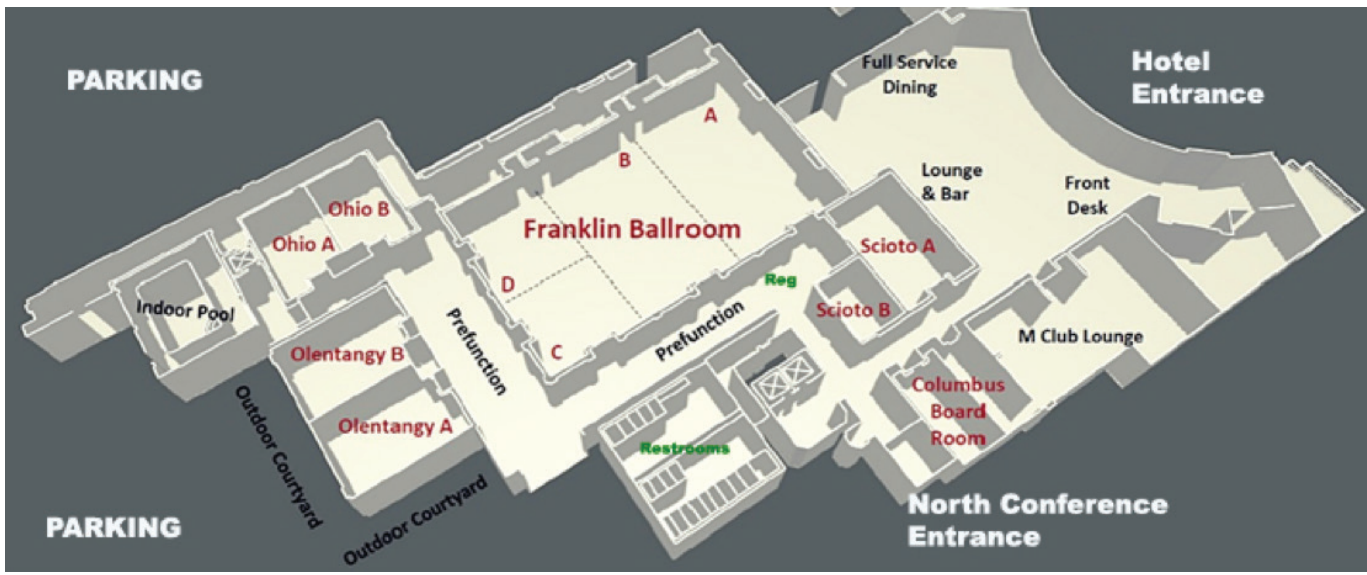 PARKING
Full Service
Dining
Hotel
Entrance
A
B
Lounge
& Bar
Front
Desk
Ohio B
Ohio A
Franklin Ballroom
Scioto A
D
Reg
Indoor Pool
Scioto B
Prefunction
Prefunction
M Club Lounge
C
Olentangy B
Columbus
Board
Room
Olentangy A
Outdoor Courtyard
Restrooms
Outdoor Courtyard
North Conference
Entrance
PARKING